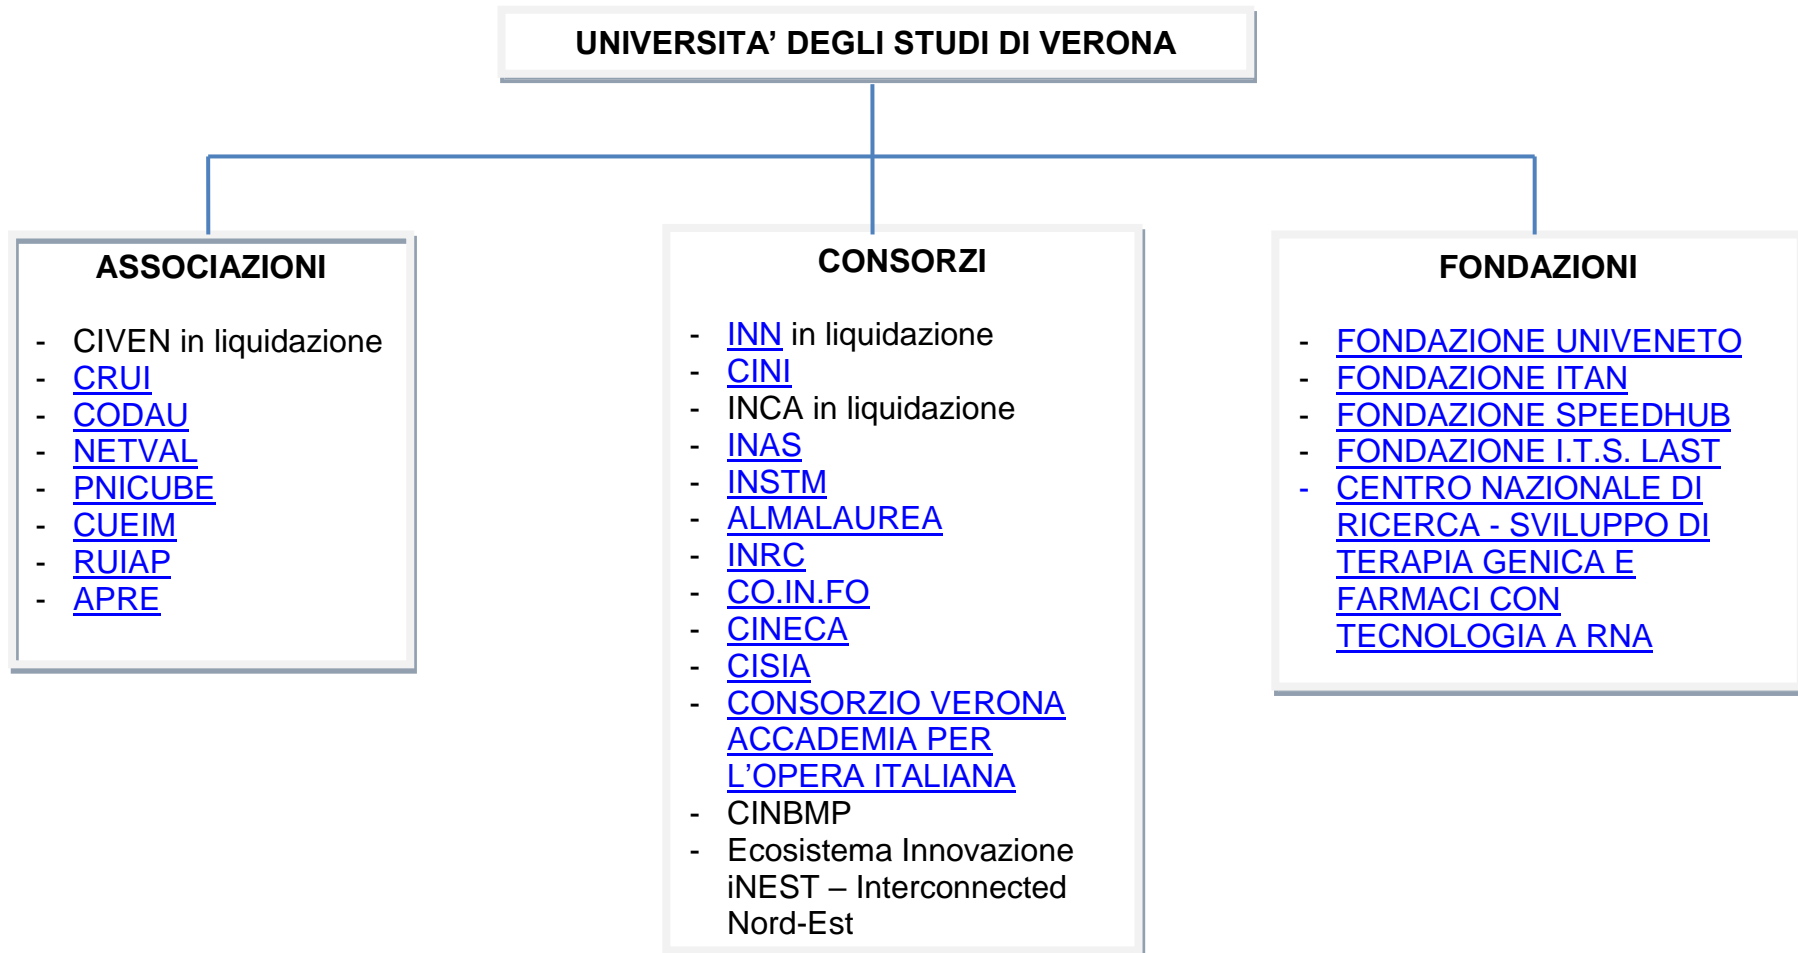 UNIVERSITA’ DEGLI STUDI DI VERONA
ASSOCIAZIONI
- CIVEN in liquidazione
- CRUI
- CODAU
- NETVAL
- PNICUBE
- CUEIM
- RUIAP
- APRE
CONSORZI
- INN in liquidazione
- CINI
- INCA in liquidazione
- INAS
- INSTM
- ALMALAUREA
- INRC
- CO.IN.FO
- CINECA
- CISIA
- CONSORZIO VERONA
ACCADEMIA PER
L’OPERA ITALIANA
- CINBMP
- Ecosistema Innovazione
iNEST – Interconnected
Nord-Est
FONDAZIONI
- FONDAZIONE UNIVENETO
- FONDAZIONE ITAN
- FONDAZIONE SPEEDHUB
- FONDAZIONE I.T.S. LAST
- CENTRO NAZIONALE DI
RICERCA - SVILUPPO DI
TERAPIA GENICA E
FARMACI CON
TECNOLOGIA A RNA